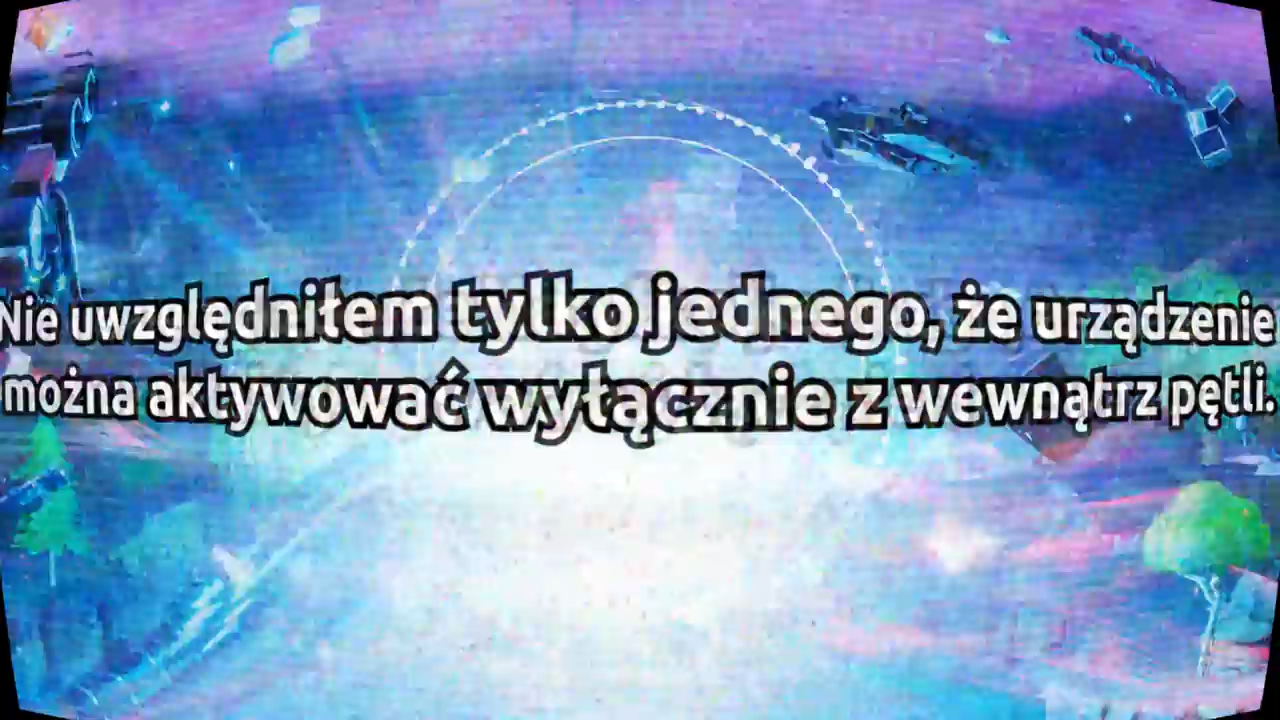 Nie uwzględniłem tylko jednego, że urządzenie
można aktywować wyłącznie z wewnątrz pętli.